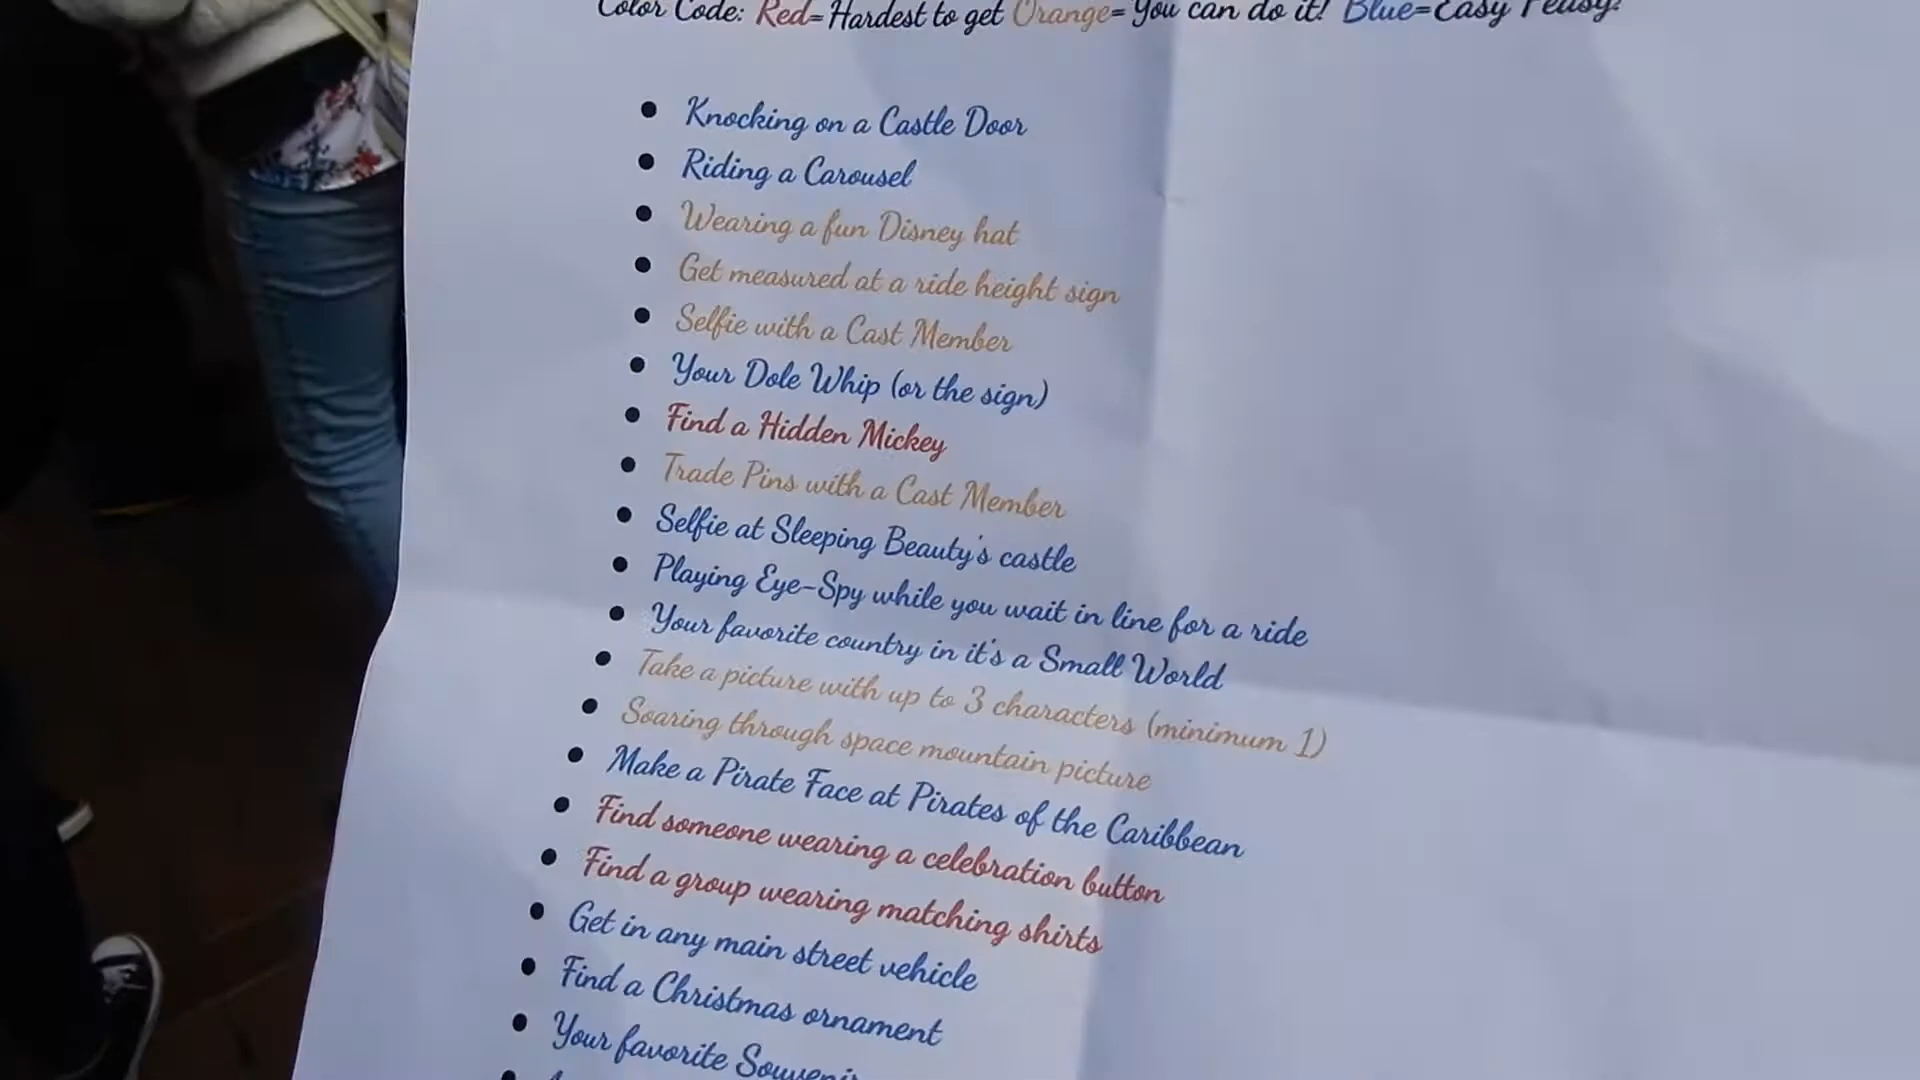 Color Code: Red=Hardest to get Orange=You can do it! Blue=Easy Peasy!
Knocking on a Castle Door
Riding a Carousel
Wearing a fun Disney hat
Get measured at a ride height sign
Selfie with a Cast Member
Your Dole Whip (or the sign)
Find a Hidden Mickey
Trade Pins with a Cast Member
Selfie at Sleeping Beauty's castle
Playing Eye-Spy while you wait in line for a ride
Your favorite country in it's a Small World
Take a picture with up to 3 characters (minimum 1)
Soaring through space mountain picture
Make a Pirate Face at Pirates of the Caribbean
Find someone wearing a celebration button
Find a group wearing matching shirts
Get in any main street vehicle
Find a Christmas ornament
Your favorite Souvenir